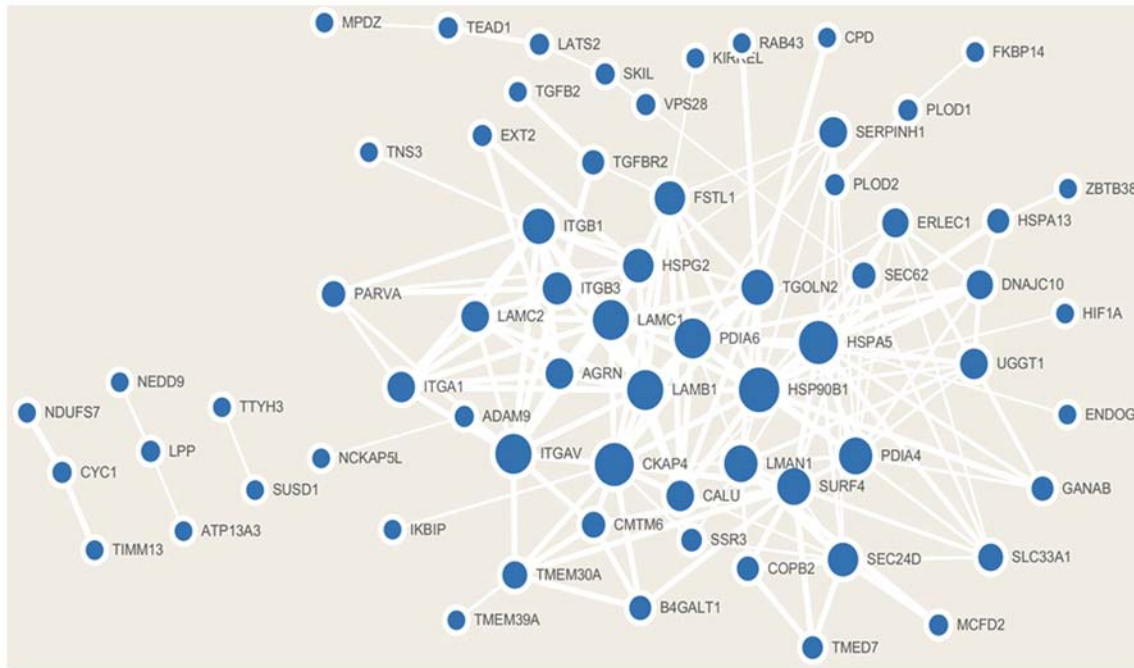 MPDZ
TEAD1
LATS2
KIRREL
RAB43
CPD
FKBP14
SKIL
TGFB2
VPS28
PLOD1
EXT2
SERPINH1
TNS3
TGFBR2
PLOD2
ZBTB38
FSTL1
ERLEC1
HSPA13
ITGB1
HSPG2
SEC62
DNAJC10
PARVA
ITGB3
TGOLN2
LAMC2
LAMC1
HIF1A
PDIA6
HSPA5
UGGT1
NEDD9
AGRN
ITGA1
LAMB1
HSP90B1
TTYH3
NDUFS7
ADAM9
ENDOG
LPP
NCKAP5L
ITGAV
CKAP4
LMAN1
PDIA4
CYC1
SUSD1
CALU
SURF4
GANAB
ATP13A3
IKBIP
CMTM6
SSR3
TIMM13
TMEM30A
COPB2
SEC24D
SLC33A1
B4GALT1
TMEM39A
MCFD2
TMED7